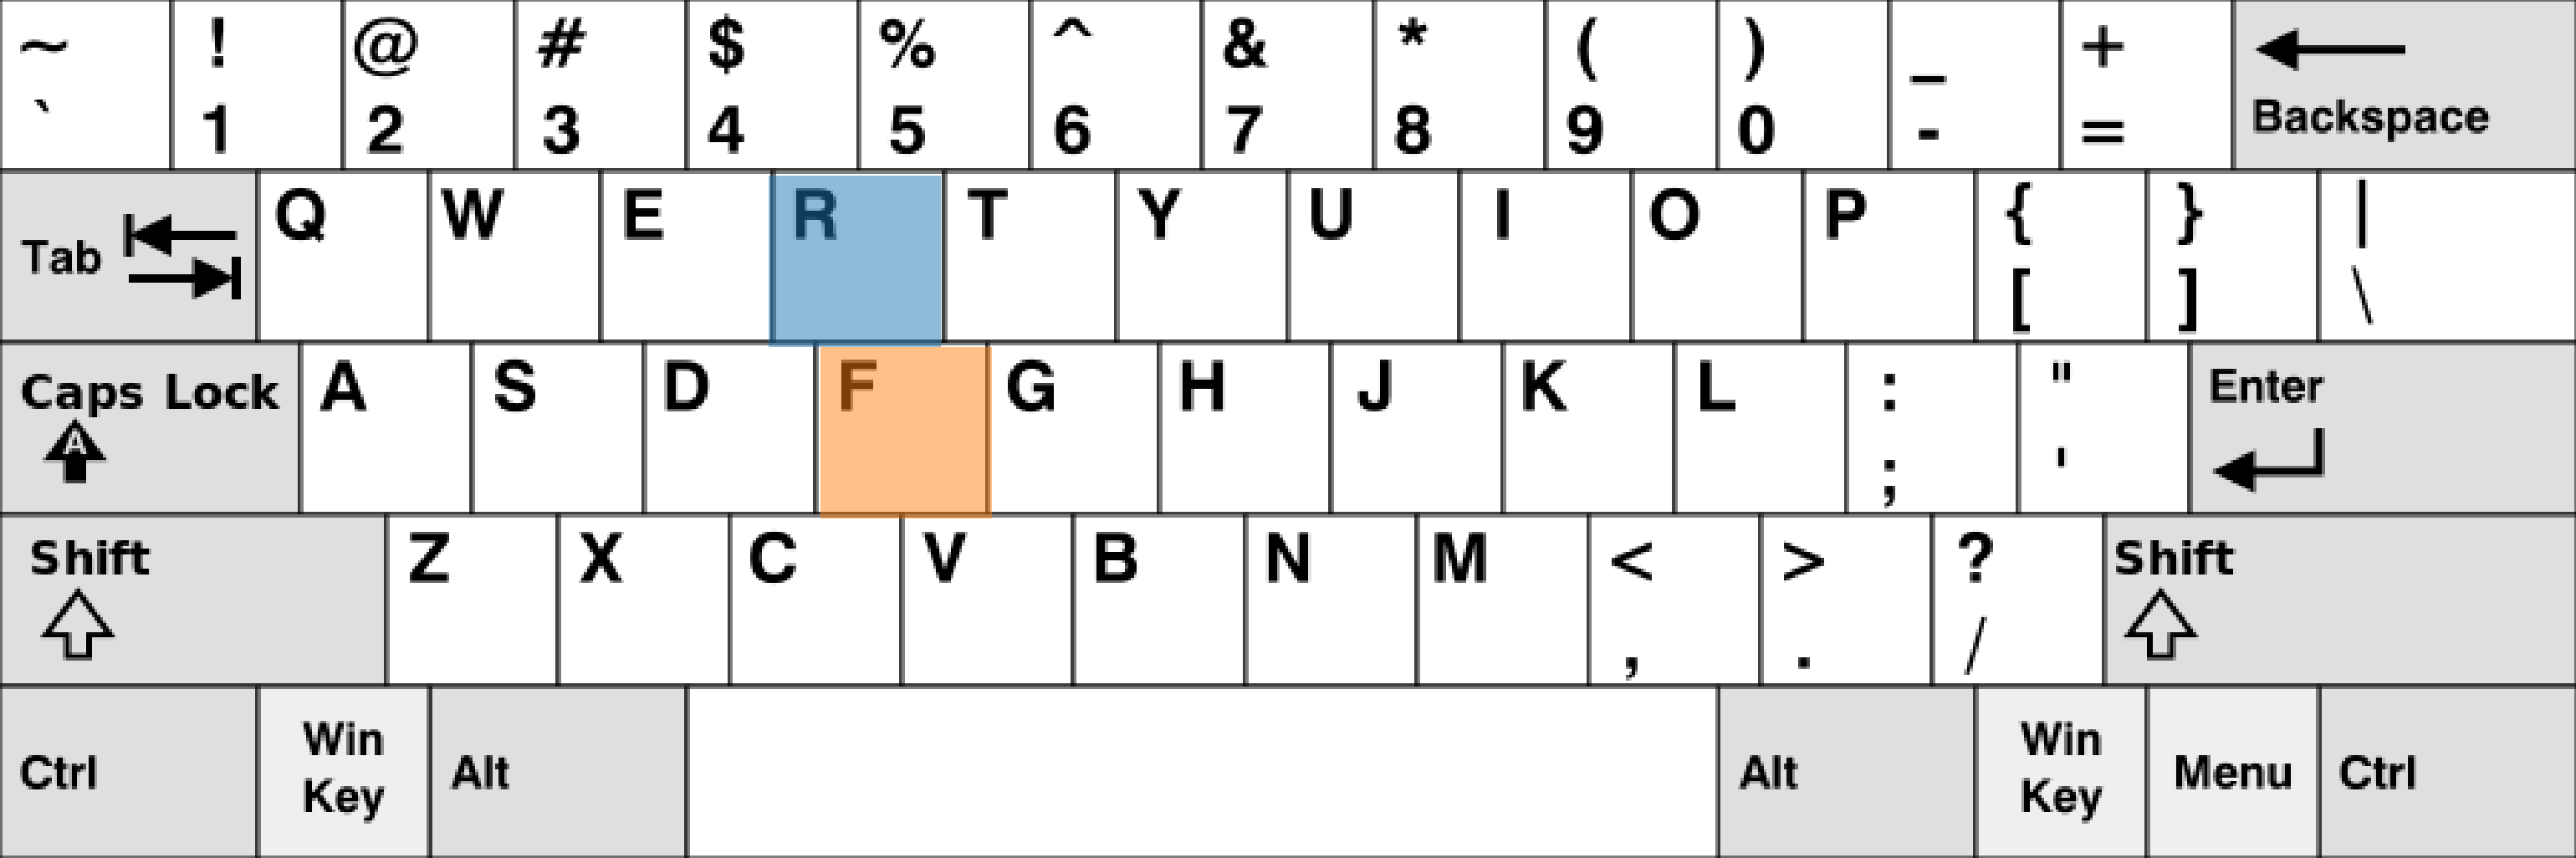 ~ ! @ # $ % ^ & * ( ) _ +
` 1 2 3 4 5 6 7 8 9 0 - = Backspace
Tab Q W E R T Y U I O P { } |
[ ] \
Caps Lock A S D F G H J K L : " Enter
A ; '
Shift Z X C V B N M < > ? Shift
, . /
Ctrl Win Key Alt Alt Win Key Menu Ctrl